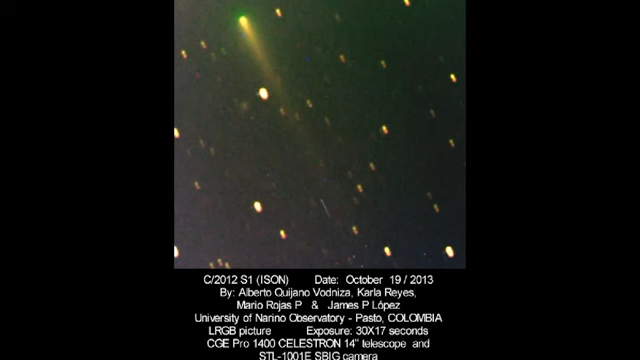 C/2012 S1 (ISON) Date: October 19 / 2013
By: Alberto Quijano Vodniza, Karla Reyes,
Mario Rojas P & James P López
University of Narino Observatory - Pasto, COLOMBIA
LRGB picture Exposure: 30X17 seconds
CGE Pro 1400 CELESTRON 14" telescope and
STL-1001E SBIG camera